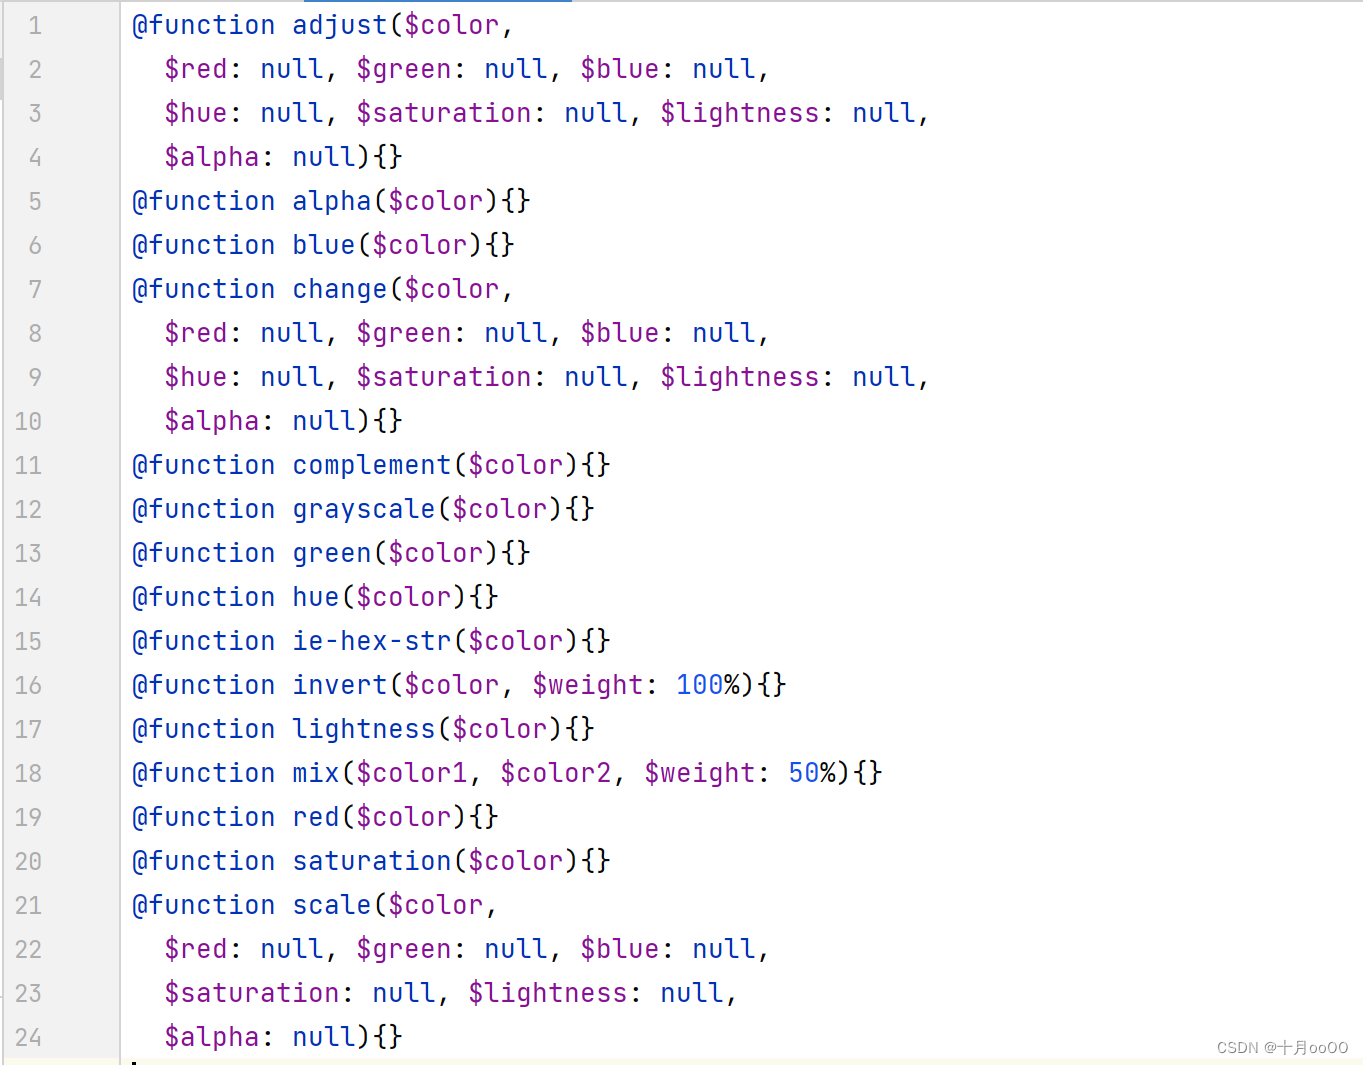 1 @function adjust($color,
2   $red: null, $green: null, $blue: null,
3   $hue: null, $saturation: null, $lightness: null,
4   $alpha: null){}
5 @function alpha($color){}
6 @function blue($color){}
7 @function change($color,
8   $red: null, $green: null, $blue: null,
9   $hue: null, $saturation: null, $lightness: null,
10   $alpha: null){}
11 @function complement($color){}
12 @function grayscale($color){}
13 @function green($color){}
14 @function hue($color){}
15 @function ie-hex-str($color){}
16 @function invert($color, $weight: 100%){}
17 @function lightness($color){}
18 @function mix($color1, $color2, $weight: 50%){}
19 @function red($color){}
20 @function saturation($color){}
21 @function scale($color,
22   $red: null, $green: null, $blue: null,
23   $saturation: null, $lightness: null,
24   $alpha: null){}
CSDN @十月ooOO